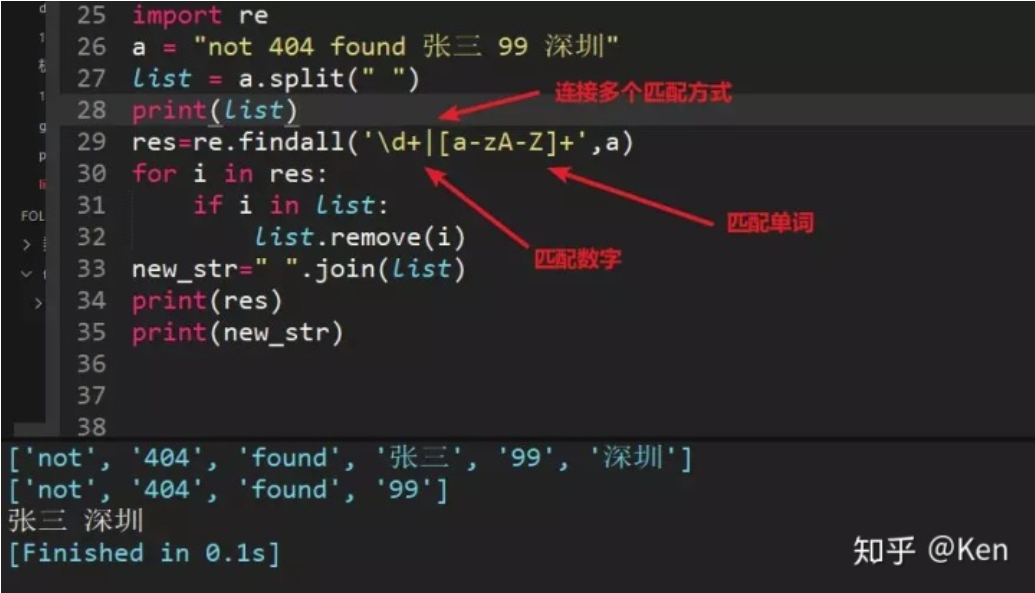 25 import re
26 a = "not 404 found 张三 99 深圳"
27 list = a.split(" ")
28 print(list)
连接多个匹配方式
29 res=re.findall('\d+|[a-zA-Z]+',a)
30 for i in res:
31 if i in list:
匹配单词
32 list.remove(i)
匹配数字
33 new_str=" ".join(list)
34 print(res)
35 print(new_str)
36
37
38
FOL
['not', '404', 'found', '张三', '99', '深圳']
['not', '404', 'found', '99']
张三 深圳
[Finished in 0.1s]
知乎 @Ken